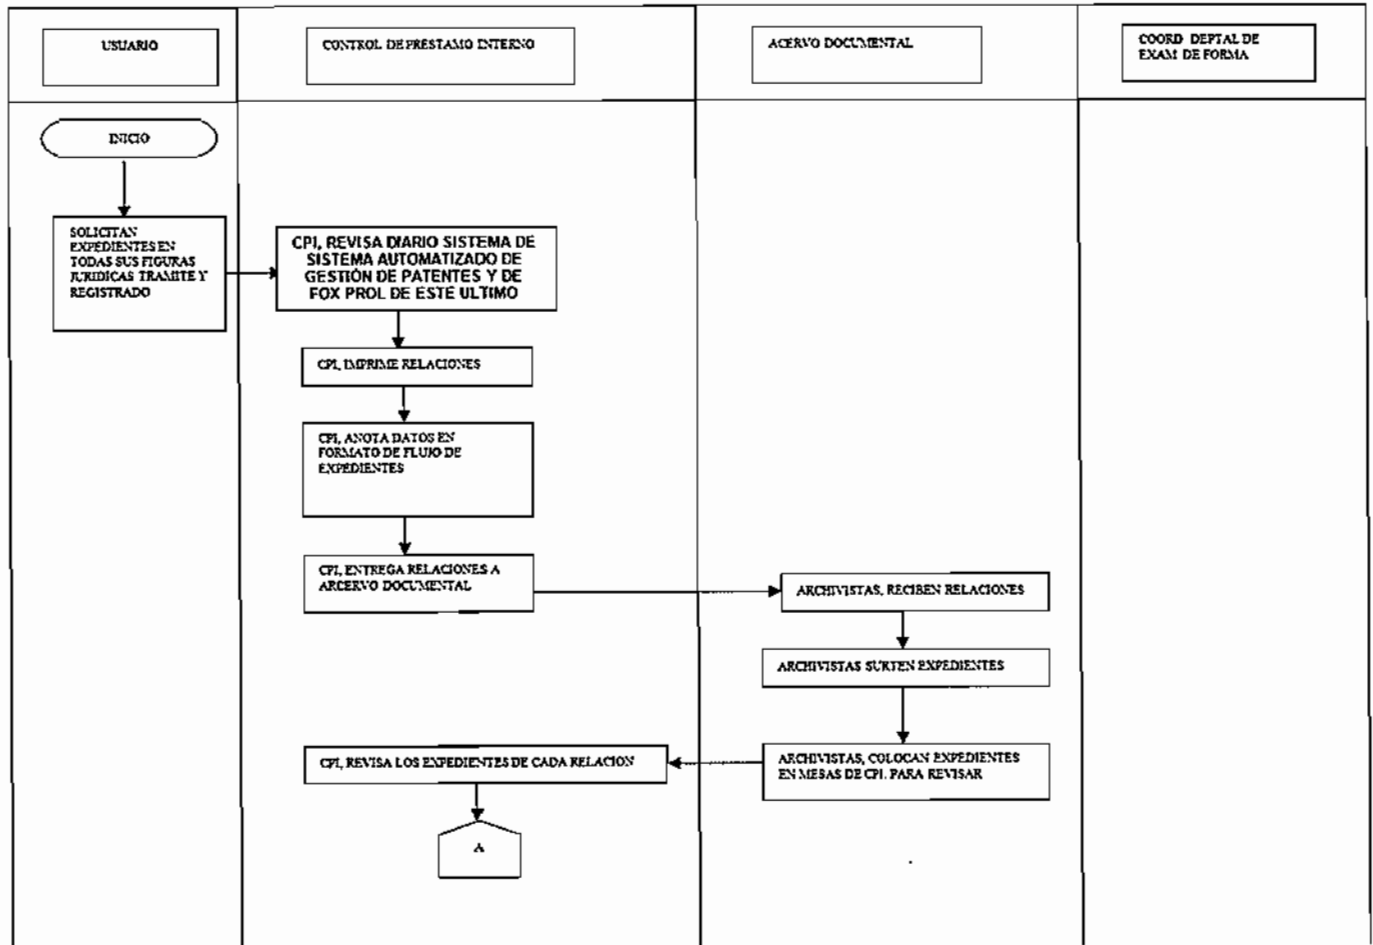 USUARIO
CONTROL DE PRÉSTAMO INTERNO
ACERVO DOCUMENTAL
COORD DEPTAL DE
EXAM DE FORMA
INICIO
SOLICITAN
EXPEDIENTES EN
TODAS SUS FIGURAS
JURIDICAS TRAMITE Y
REGISTRADO
CPI, REVISA DIARIO SISTEMA DE
SISTEMA AUTOMATIZADO DE
GESTIÓN DE PATENTES Y DE
FOX PROL DE ESTE ULTIMO
CPI, IMPRIME RELACIONES
CPI, ANOTA DATOS EN
FORMATO DE FLUJO DE
EXPEDIENTES
CPI, ENTREGA RELACIONES A
ARCERVO DOCUMENTAL
ARCHIVISTAS, RECIBEN RELACIONES
ARCHIVISTAS SURTEN EXPEDIENTES
ARCHIVISTAS, COLOCAN EXPEDIENTES
EN MESAS DE CPI. PARA REVISAR
CPI, REVISA LOS EXPEDIENTES DE CADA RELACION
A